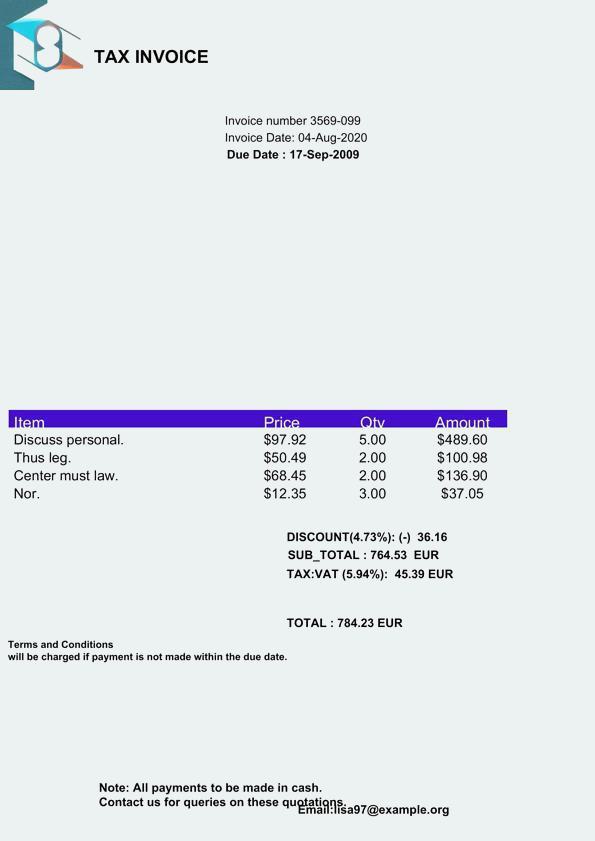 TAX INVOICE
Invoice number 3569-099
Invoice Date: 04-Aug-2020
Due Date : 17-Sep-2009
Item Price Qty Amount
Discuss personal. $97.92 5.00 $489.60
Thus leg. $50.49 2.00 $100.98
Center must law. $68.45 2.00 $136.90
Nor. $12.35 3.00 $37.05
DISCOUNT(4.73%): (-) 36.16
SUB_TOTAL : 764.53 EUR
TAX:VAT (5.94%): 45.39 EUR
TOTAL : 784.23 EUR
Terms and Conditions
will be charged if payment is not made within the due date.
Note: All payments to be made in cash.
Contact us for queries on these quotations.
Email:lisa97@example.org